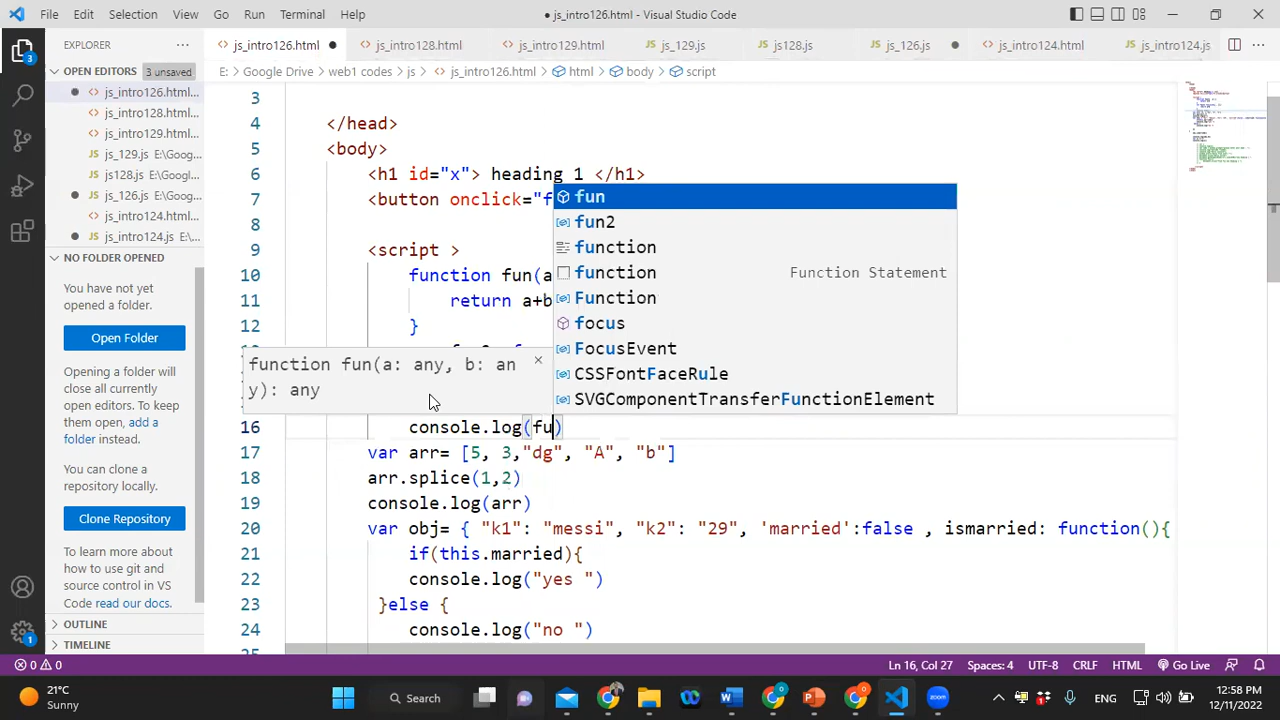 File Edit Selection View Go Run Terminal Help
● js_intro126.html - Visual Studio Code
EXPLORER
js_intro126.html js_intro128.html js_intro129.html js_129.js js128.js js_126.js js_intro124.html js_intro124.js
OPEN EDITORS 3 unsaved
E: > Google Drive > web1 codes > js > js_intro126.html > html > body > script
js_intro126.html...
js_intro128.html...
js_intro129.html...
js_129.js E:\Goog...
js128.js E:\Googl...
js_126.js E:\Goog...
js_intro124.html...
js_intro124.js E:\...
NO FOLDER OPENED
You have not yet
opened a folder.
Open Folder
Opening a folder will
close all currently
open editors. To keep
them open, add a
folder instead.
You can clone a
repository locally.
Clone Repository
To learn more about
how to use git and
source control in VS
Code read our docs.
OUTLINE
TIMELINE
3
4 </head>
5 <body>
6 <h1 id="x"> heading 1 </h1>
7 <button onclick="f
8
9 <script >
10 function fun(a
11 return a+b
12 }
fun
fun2
function
function Function Statement
Function
focus
FocusEvent
CSSFontFaceRule
SVGComponentTransferFunctionElement
function fun(a: any, b: an
y): any
16 console.log(fu)
17 var arr= [5, 3,"dg", "A", "b"]
18 arr.splice(1,2)
19 console.log(arr)
20 var obj= { "k1": "messi", "k2": "29", 'married':false , ismarried: function(){
21 if(this.married){
22 console.log("yes ")
23 }else {
24 console.log("no ")
0 0 Ln 16, Col 27 Spaces: 4 UTF-8 CRLF HTML Go Live
21°C
Sunny
Search
ENG
12:58 PM
12/11/2022